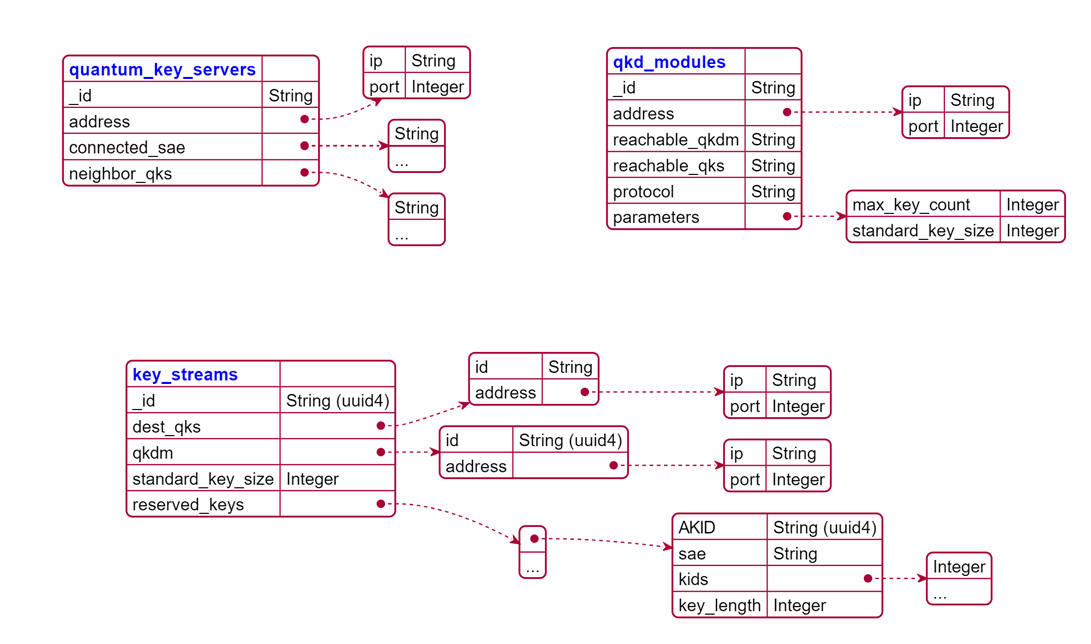 quantum_key_servers
_id String
address
connected_sae
neighbor_qks
ip String
port Integer
String
...
String
...
qkd_modules
_id String
address
reachable_qkdm String
reachable_qks String
protocol String
parameters
ip String
port Integer
max_key_count Integer
standard_key_size Integer
key_streams
_id String (uuid4)
dest_qks
qkdm
standard_key_size Integer
reserved_keys
id String
address
ip String
port Integer
id String (uuid4)
address
ip String
port Integer
...
AKID String (uuid4)
sae String
kids
key_length Integer
Integer
...